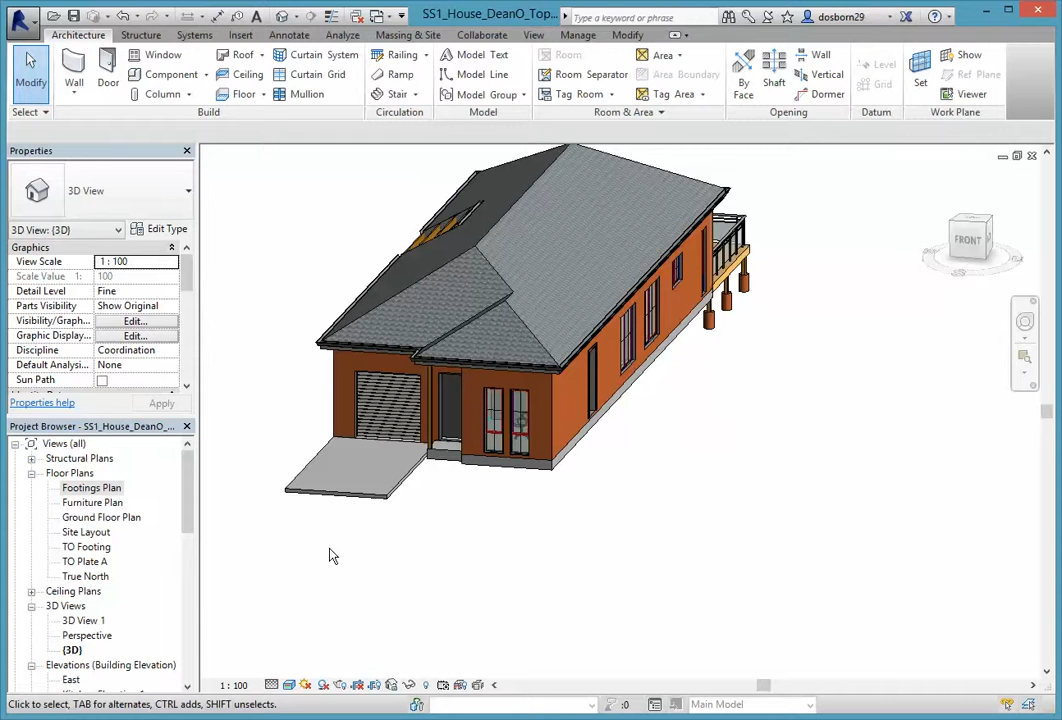 SS1_House_DeanO_Top...
Type a keyword or phrase
dosborn29
Architecture Structure Systems Insert Annotate Analyze Massing & Site Collaborate View Manage Modify
Modify
Wall
Door
Window
Component
Column
Roof
Ceiling
Floor
Curtain System
Curtain Grid
Mullion
Railing
Ramp
Stair
Model Text
Model Line
Model Group
Room
Room Separator
Tag Room
Area
Area Boundary
Tag Area
By Face
Shaft
Wall
Vertical
Dormer
Level
Grid
Set
Show
Ref Plane
Viewer
Select
Build
Circulation
Model
Room & Area
Opening
Datum
Work Plane
Properties
3D View
3D View: {3D}
Edit Type
Graphics
View Scale 1 : 100
Scale Value 1: 100
Detail Level Fine
Parts Visibility Show Original
Visibility/Graph... Edit...
Graphic Display... Edit...
Discipline Coordination
Default Analysi... None
Sun Path
Properties help
Apply
Project Browser - SS1_House_DeanO_...
Views (all)
Structural Plans
Floor Plans
Footings Plan
Furniture Plan
Ground Floor Plan
Site Layout
TO Footing
TO Plate A
True North
Ceiling Plans
3D Views
3D View 1
Perspective
{3D}
Elevations (Building Elevation)
East
FRONT
1 : 100
Click to select, TAB for alternates, CTRL adds, SHIFT unselects.
:0
Main Model